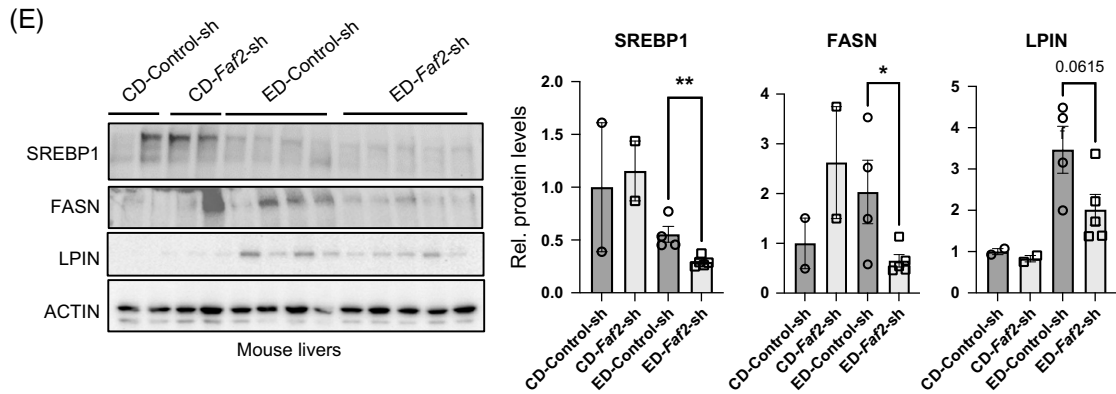 (E)
CD-Control-sh
CD-Faf2-sh
ED-Control-sh
ED-Faf2-sh
SREBP1
FASN
LPIN
ACTIN
Mouse livers
SREBP1
Rel. protein levels
2.0
1.5
1.0
0.5
0.0
**
CD-Control-sh
CD-Faf2-sh
ED-Control-sh
ED-Faf2-sh
FASN
5
4
3
2
1
0
*
CD-Control-sh
CD-Faf2-sh
ED-Control-sh
ED-Faf2-sh
LPIN
0.0615
5
4
3
2
1
0
CD-Control-sh
CD-Faf2-sh
ED-Control-sh
ED-Faf2-sh